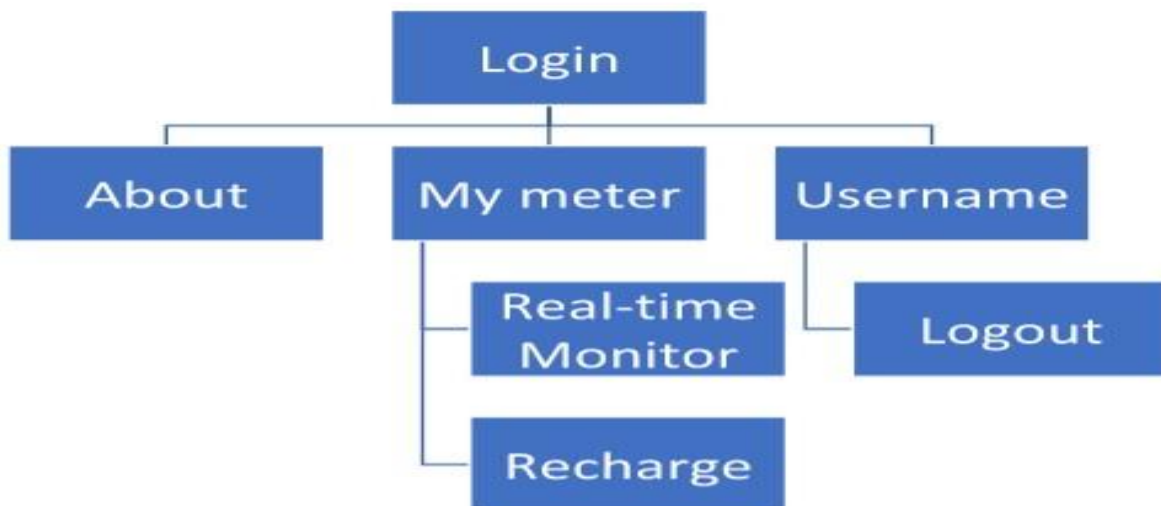 Login
About
My meter
Username
Real-time
Monitor
Logout
Recharge